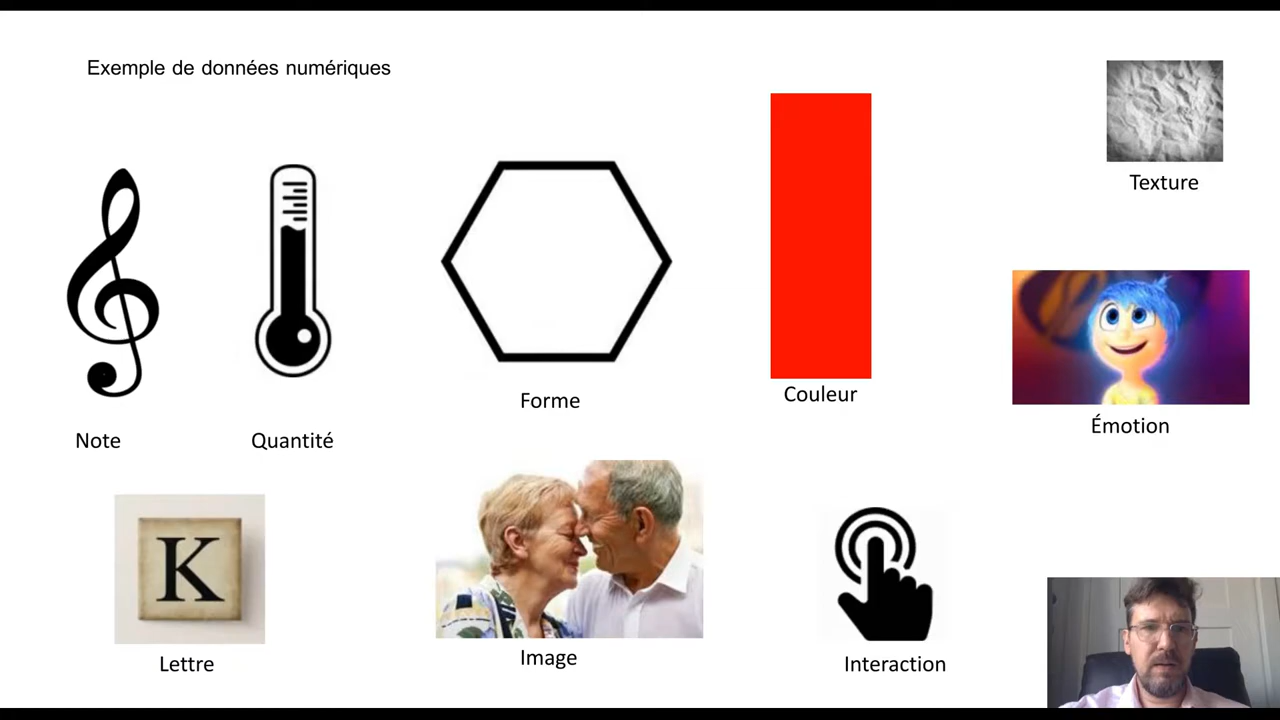 Exemple de données numériques
Texture
Forme
Couleur
Émotion
Note
Quantité
K
Lettre
Image
Interaction